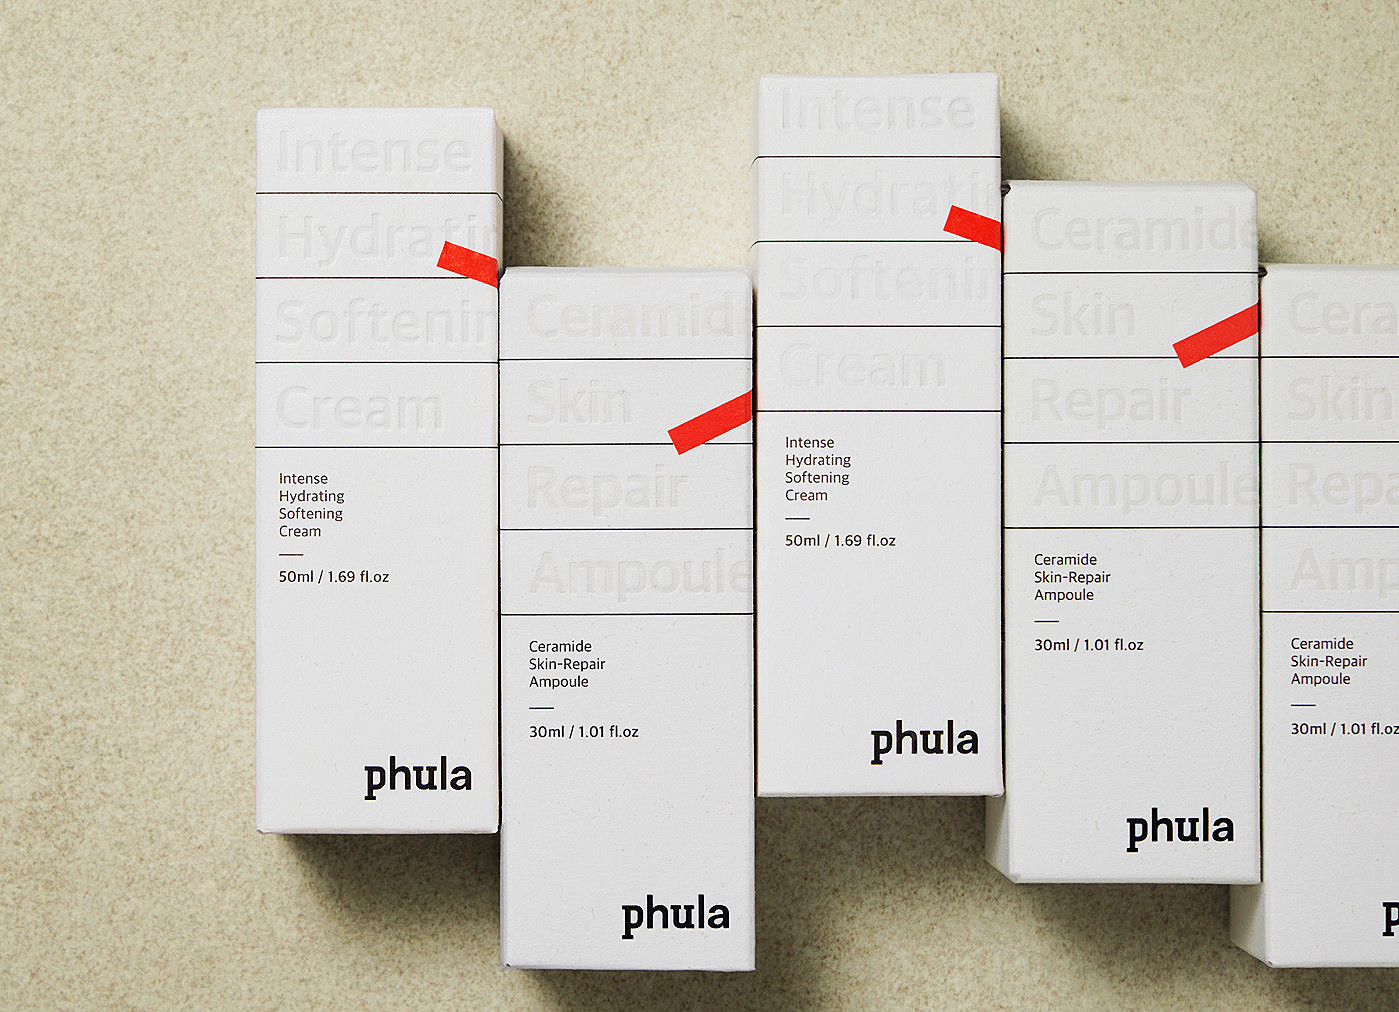 Intense
Hydratin
Softenin
Cream
Intense
Hydrating
Softening
Cream
50ml / 1.69 fl.oz
phula
Ceramid
Skin
Repair
Ampoule
Ceramide
Skin-Repair
Ampoule
30ml / 1.01 fl.oz
phula
Intense
Hydratin
Softenin
Cream
Intense
Hydrating
Softening
Cream
50ml / 1.69 fl.oz
phula
Ceramide
Skin
Repair
Ampoule
Ceramide
Skin-Repair
Ampoule
30ml / 1.01 fl.oz
phula
Cera
Skin
Repa
Amp
Ceramide
Skin-Repair
Ampoule
30ml / 1.01 fl.oz
p